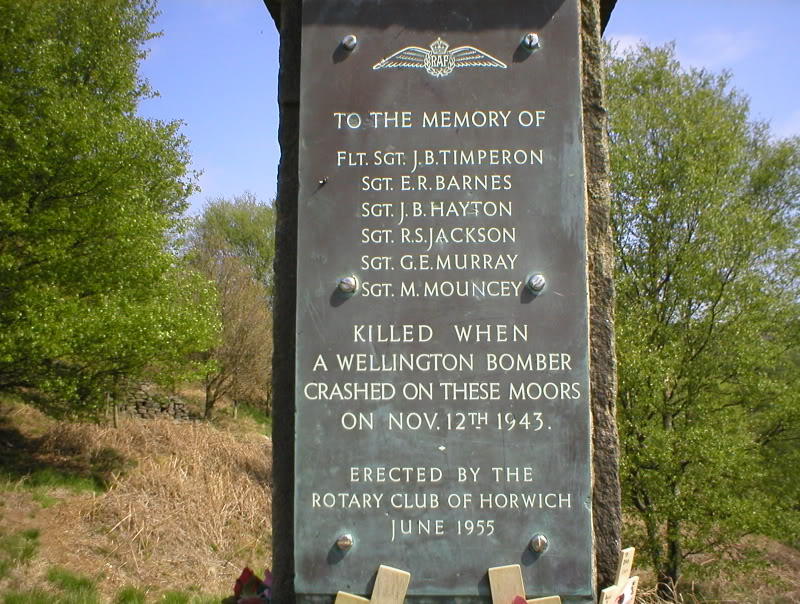 RAF
TO THE MEMORY OF
FLT. SGT. J.B. TIMPERON
SGT. E.R. BARNES
SGT. J.B. HAYTON
SGT. R.S. JACKSON
SGT. G.E. MURRAY
SGT. M. MOUNCEY
KILLED WHEN
A WELLINGTON BOMBER
CRASHED ON THESE MOORS
ON NOV. 12TH 1943.
ERECTED BY THE
ROTARY CLUB OF HORWICH
JUNE 1955